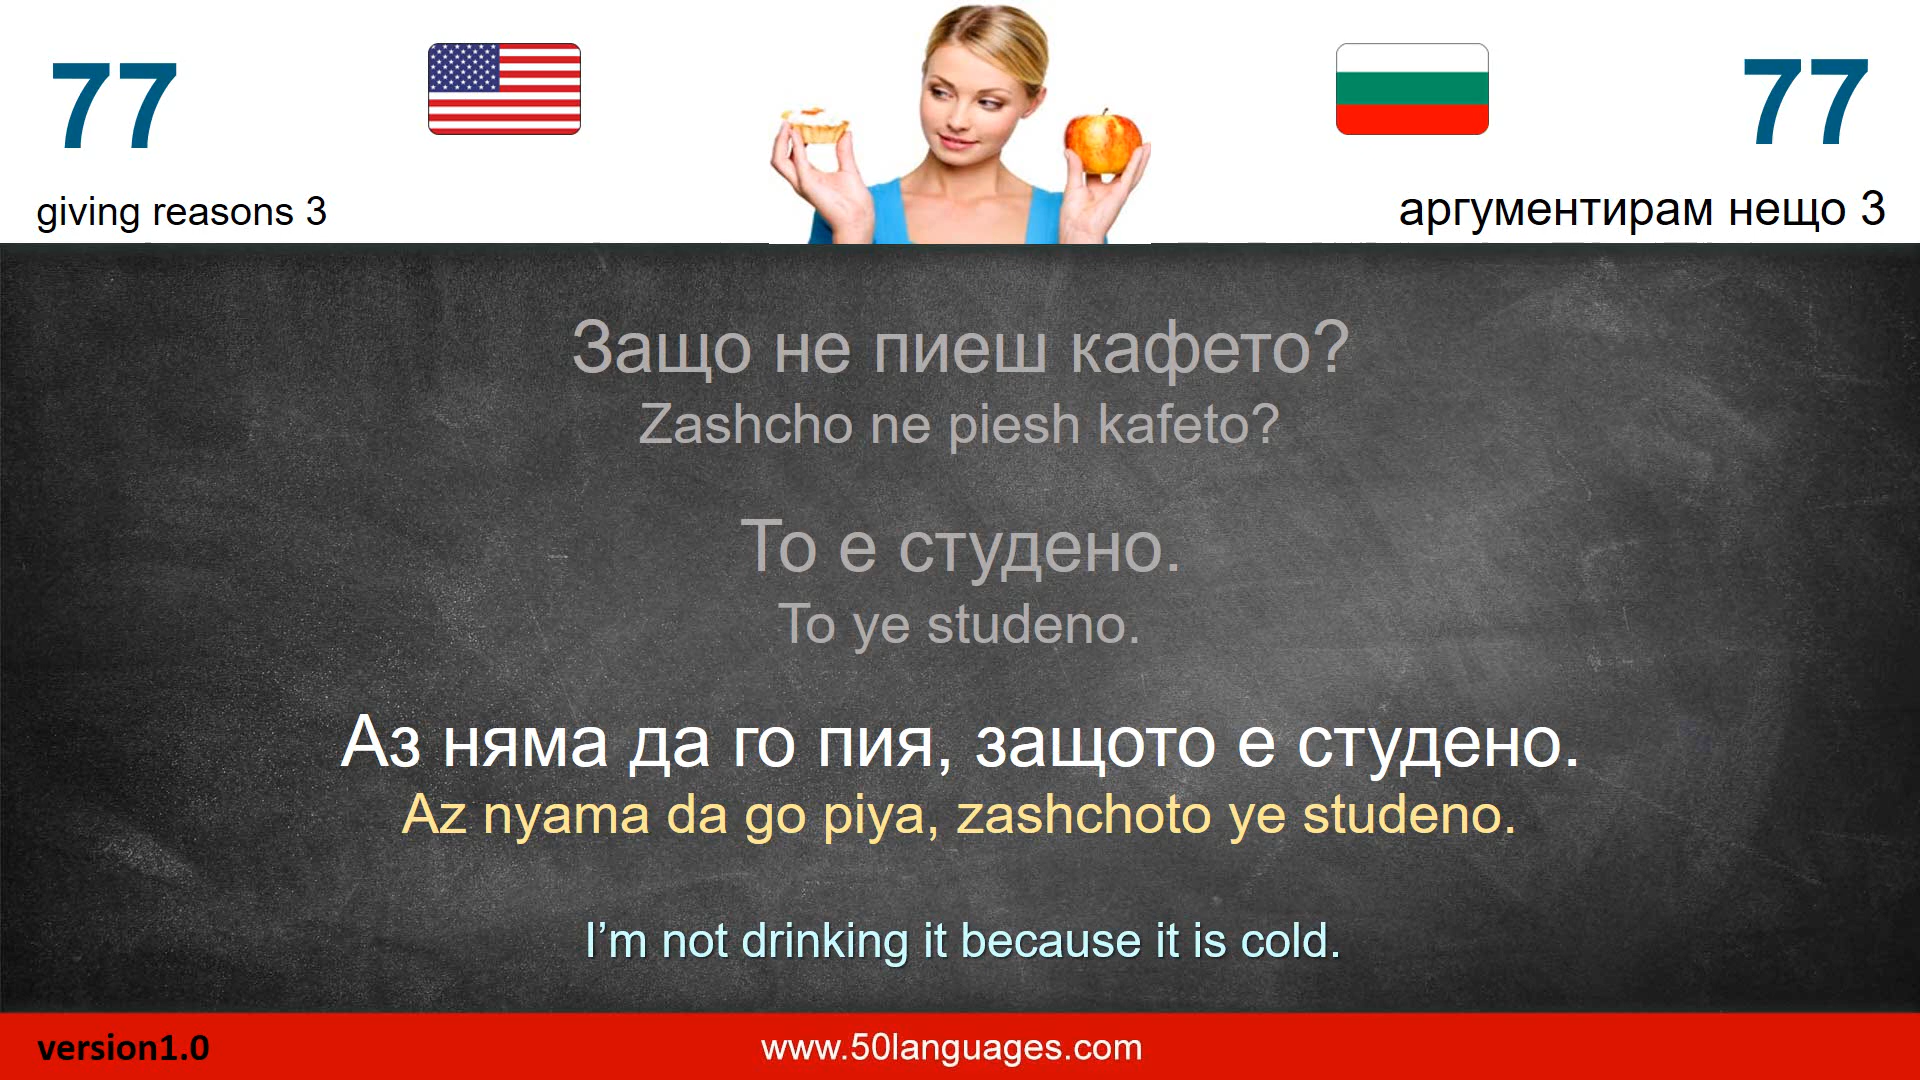 77
77
giving reasons 3
аргументирам нещо 3
Защо не пиеш кафето?
Zashcho ne piesh kafeto?
То е студено.
To ye studeno.
Аз няма да го пия, защото е студено.
Az nyama da go piya, zashchoto ye studeno.
I’m not drinking it because it is cold.
version1.0
www.50languages.com